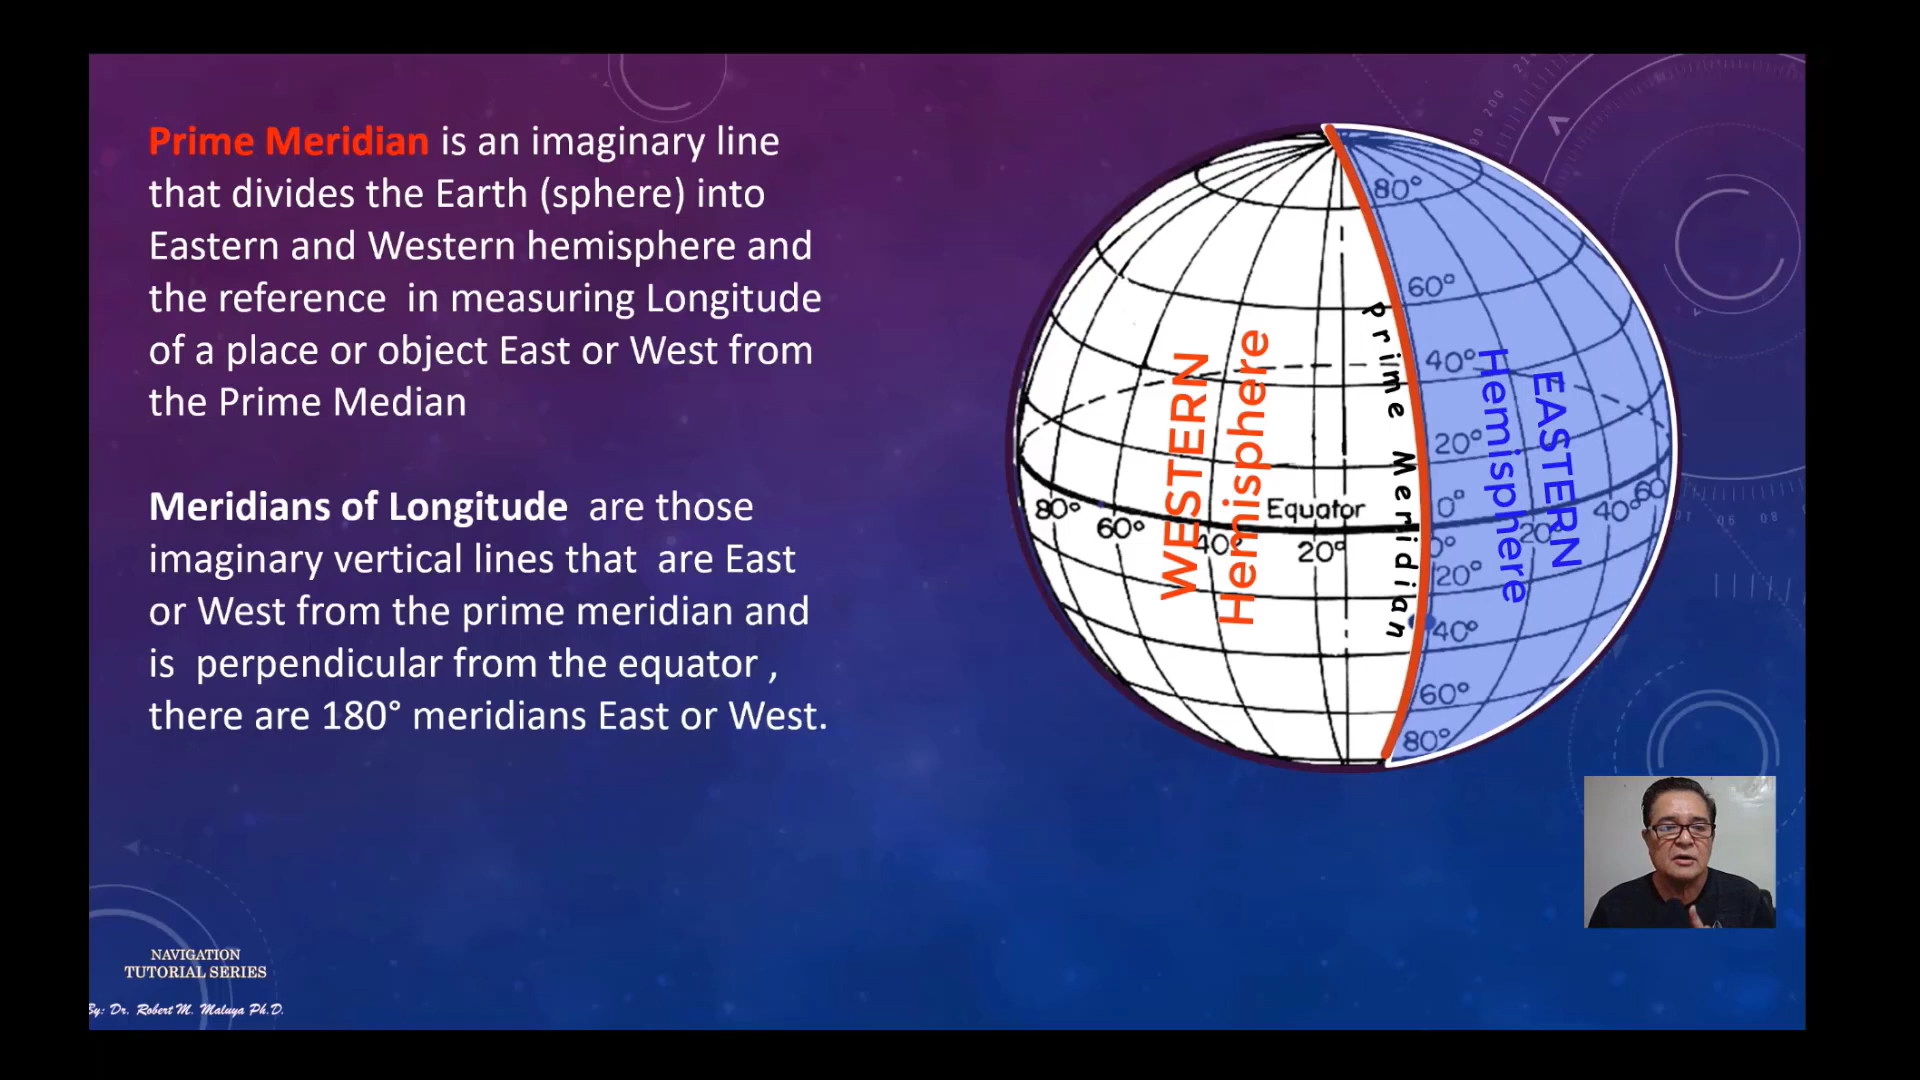 Prime Meridian is an imaginary line
that divides the Earth (sphere) into
Eastern and Western hemisphere and
the reference in measuring Longitude
of a place or object East or West from
the Prime Median
Meridians of Longitude are those
imaginary vertical lines that are East
or West from the prime meridian and
is perpendicular from the equator ,
there are 180° meridians East or West.
80°
60°
40°
20°
0°
0°
20°
40°
60°
80°
Prime Meridian
WESTERN
Hemisphere
EASTERN
Hemisphere
Equator
80°
60°
40°
20°
20°
40°
60
NAVIGATION
TUTORIAL SERIES
By: Dr. Robert M. Maluya Ph.D.